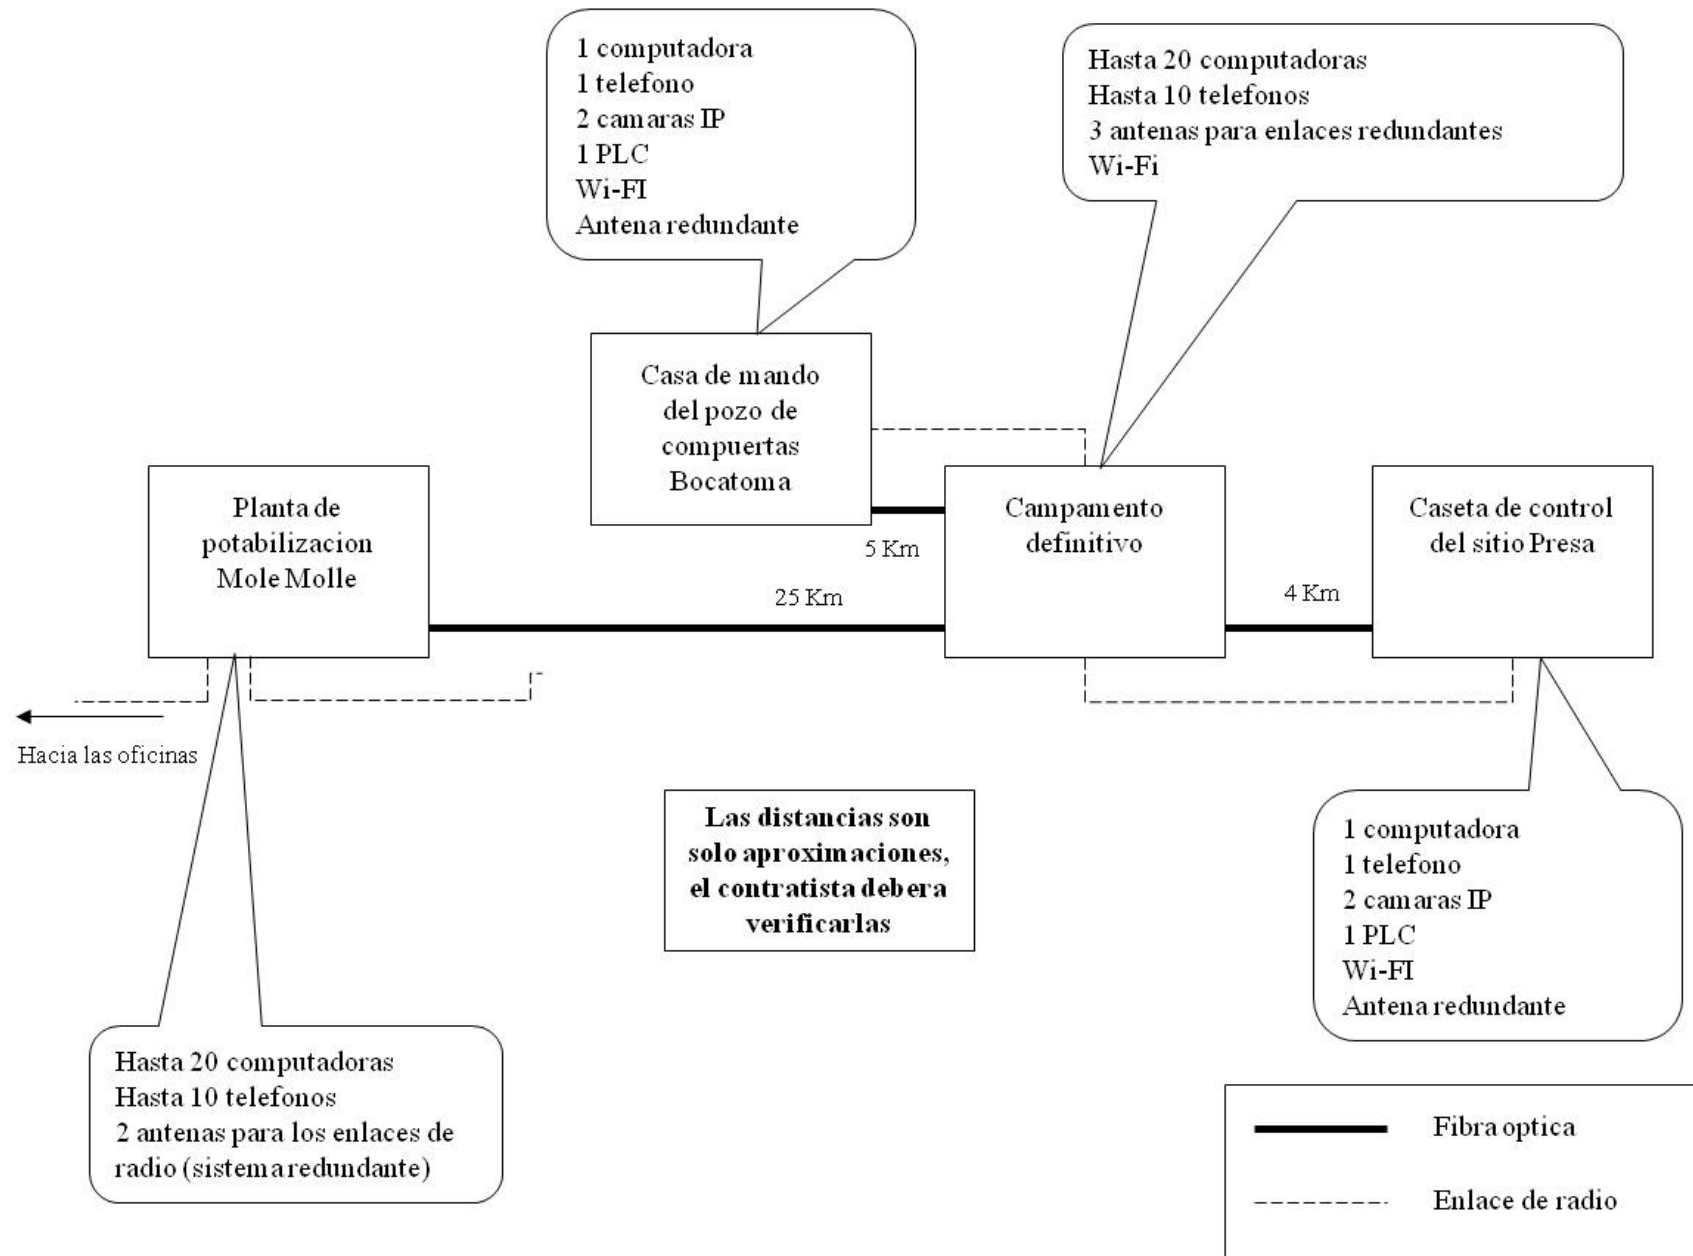 1 computadora
1 telefono
2 camaras IP
1 PLC
Wi-FI
Antena redundante
Hasta 20 computadoras
Hasta 10 telefonos
3 antenas para enlaces redundantes
Wi-Fi
Casa de mando
del pozo de
compuertas
Bocatoma
Planta de
potabilizacion
Mole Molle
Campamento
definitivo
Caseta de control
del sitio Presa
5 Km
25 Km
4 Km
Hacia las oficinas
Las distancias son
solo aproximaciones,
el contratista debera
verificarlas
1 computadora
1 telefono
2 camaras IP
1 PLC
Wi-FI
Antena redundante
Hasta 20 computadoras
Hasta 10 telefonos
2 antenas para los enlaces de
radio (sistema redundante)
Fibra optica
Enlace de radio